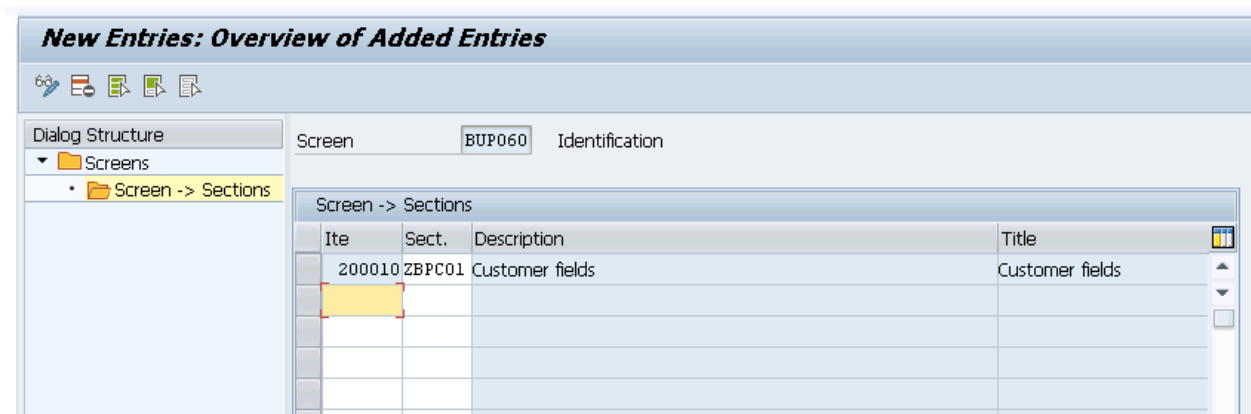 New Entries: Overview of Added Entries
Dialog Structure
Screens
Screen -> Sections
Screen BUP060 Identification
Screen -> Sections
Ite Sect. Description Title
200010 ZBPC01 Customer fields Customer fields